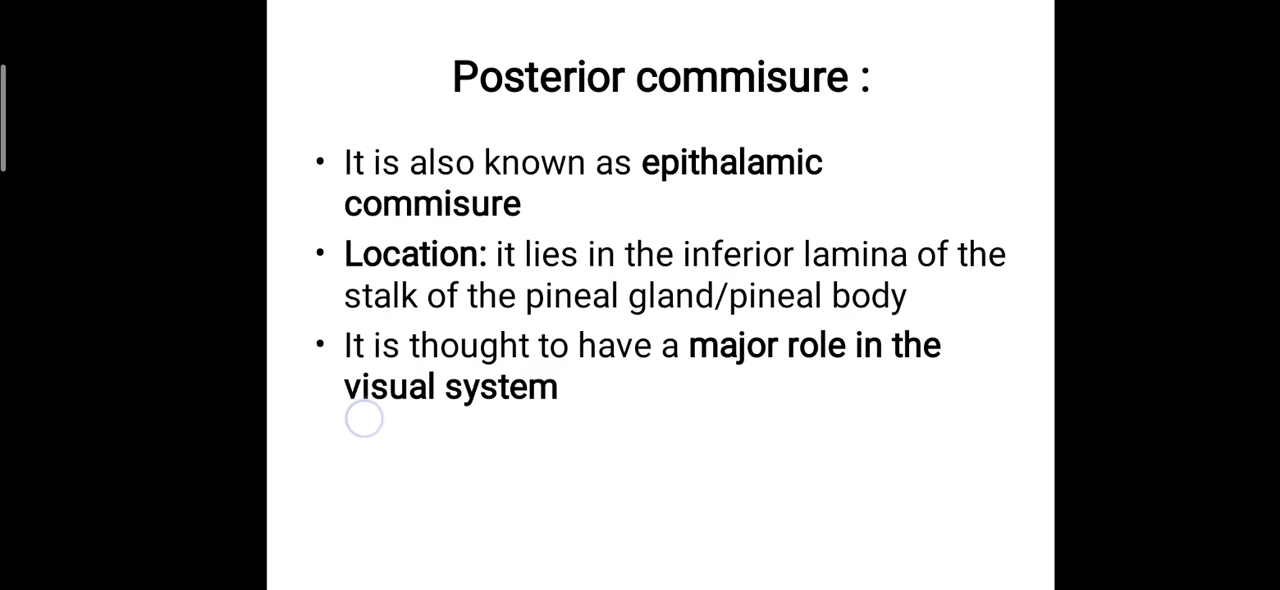 Posterior commisure :
• It is also known as epithalamic
commisure
• Location: it lies in the inferior lamina of the
stalk of the pineal gland/pineal body
• It is thought to have a major role in the
visual system